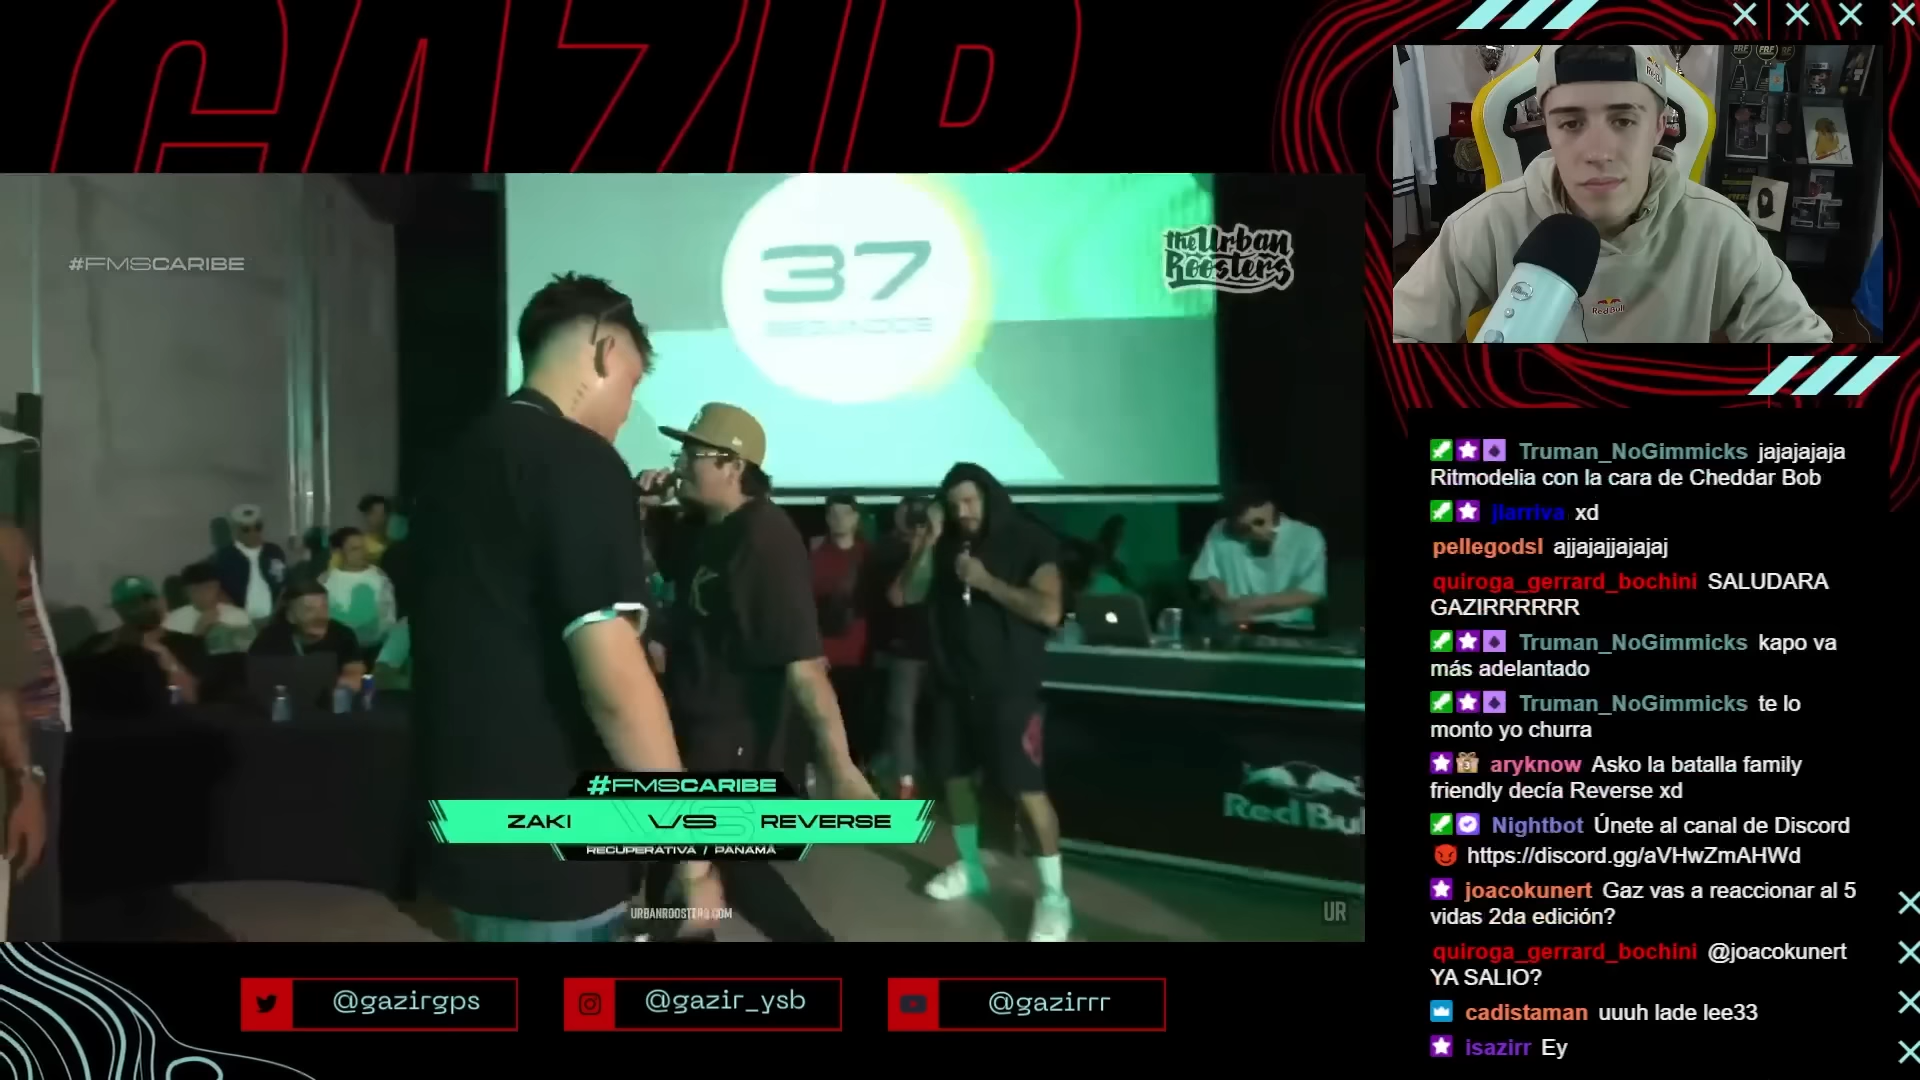 GAZIR
#FMSCARIBE
37
SEGUNDOS
the Urban
Roosters
#FMSCARIBE
ZAKI VS REVERSE
RECUPERATIVA / PANAMÁ
URBANROOSTERS.COM
UR
Red Bull
Red Bull
@gazirgps
@gazir_ysb
@gazirrr
Truman_NoGimmicks jajajajaja
Ritmodelia con la cara de Cheddar Bob
jlarriva xd
pellegodsl ajjajajjajajaj
quiroga_gerrard_bochini SALUDARA
GAZIRRRRRR
Truman_NoGimmicks kapo va
más adelantado
Truman_NoGimmicks te lo
monto yo churra
aryknow Asko la batalla family
friendly decía Reverse xd
Nightbot Únete al canal de Discord
https://discord.gg/aVHwZmAHWd
joacokunert Gaz vas a reaccionar al 5
vidas 2da edición?
quiroga_gerrard_bochini @joacokunert
YA SALIO?
cadistaman uuuh lade lee33
isazirr Ey